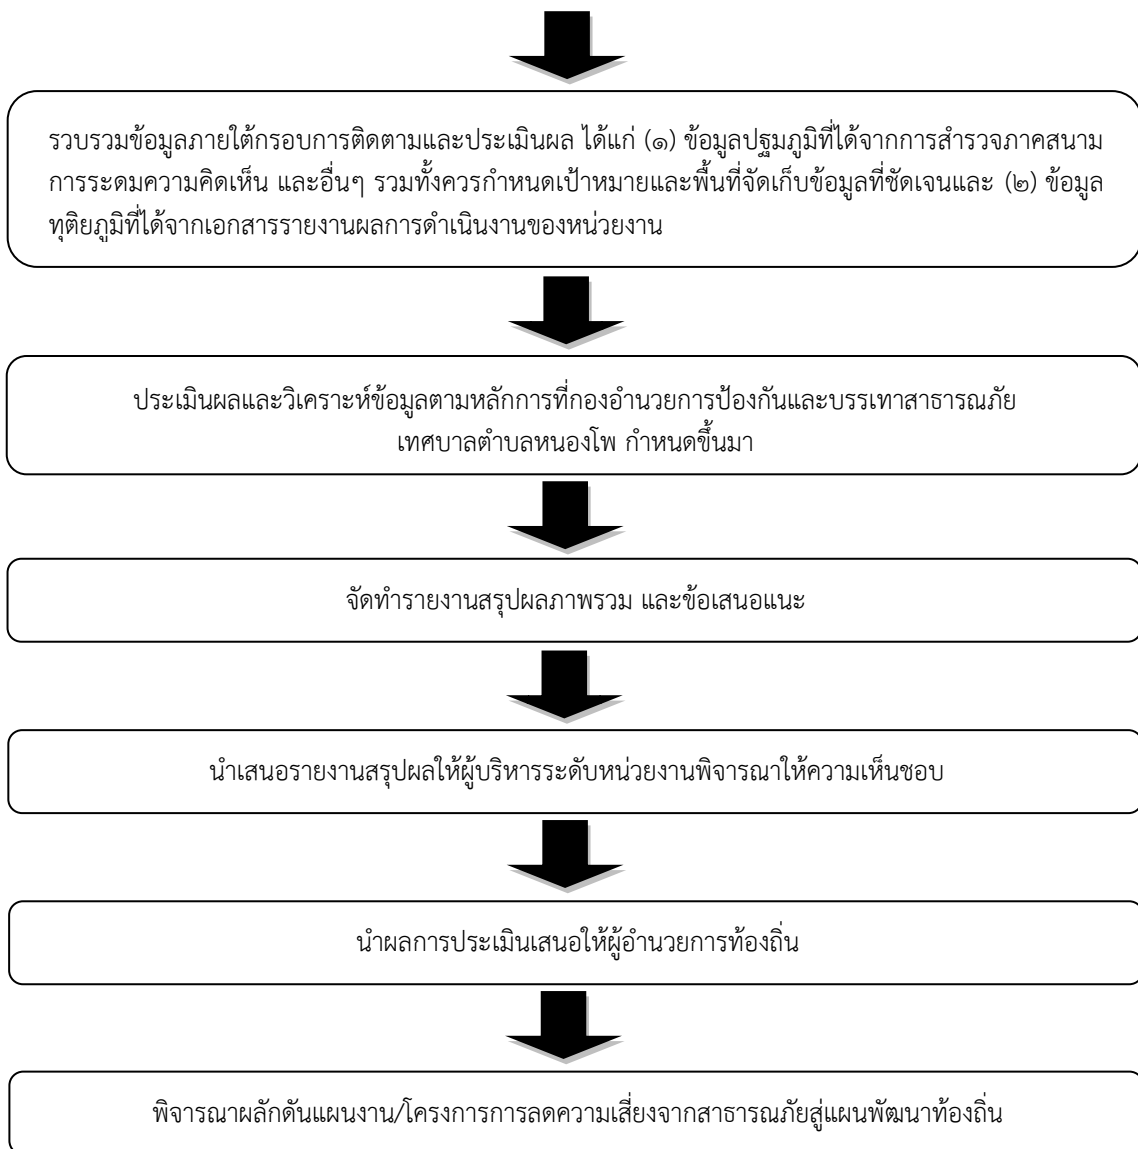 รวบรวมข้อมูลภายใต้กรอบการติดตามและประเมินผล ได้แก่ (๑) ข้อมูลปฐมภูมิที่ได้จากการสำรวจภาคสนาม
การระดมความคิดเห็น และอื่นๆ รวมทั้งควรกำหนดเป้าหมายและพื้นที่จัดเก็บข้อมูลที่ชัดเจนและ (๒) ข้อมูล
ทุติยภูมิที่ได้จากเอกสารรายงานผลการดำเนินงานของหน่วยงาน
ประเมินผลและวิเคราะห์ข้อมูลตามหลักการที่กองอำนวยการป้องกันและบรรเทาสาธารณภัย
เทศบาลตำบลหนองโพ กำหนดขึ้นมา
จัดทำรายงานสรุปผลภาพรวม และข้อเสนอแนะ
นำเสนอรายงานสรุปผลให้ผู้บริหารระดับหน่วยงานพิจารณาให้ความเห็นชอบ
นำผลการประเมินเสนอให้ผู้อำนวยการท้องถิ่น
พิจารณาผลักดันแผนงาน/โครงการการลดความเสี่ยงจากสาธารณภัยสู่แผนพัฒนาท้องถิ่น